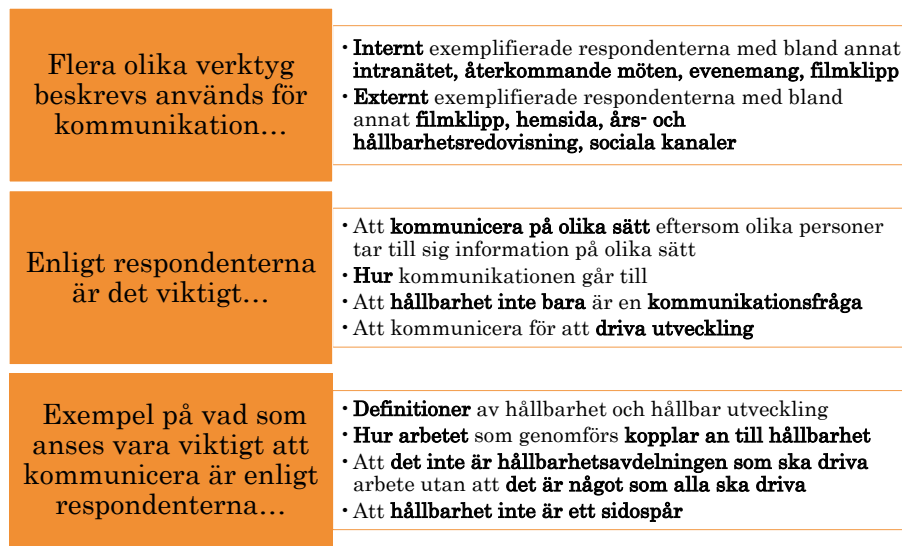 Flera olika verktyg
beskrevs används för
kommunikation…
• Internt exemplifierade respondenterna med bland annat
intranätet, återkommande möten, evenemang, filmklipp
• Externt exemplifierade respondenterna med bland
annat filmklipp, hemsida, års- och
hållbarhetsredovisning, sociala kanaler
Enligt respondenterna
är det viktigt…
• Att kommunicera på olika sätt eftersom olika personer
tar till sig information på olika sätt
• Hur kommunikationen går till
• Att hållbarhet inte bara är en kommunikationsfråga
• Att kommunicera för att driva utveckling
Exempel på vad som
anses vara viktigt att
kommunicera är enligt
respondenterna…
• Definitioner av hållbarhet och hållbar utveckling
• Hur arbetet som genomförs kopplar an till hållbarhet
• Att det inte är hållbarhetsavdelningen som ska driva
arbete utan att det är något som alla ska driva
• Att hållbarhet inte är ett sidospår